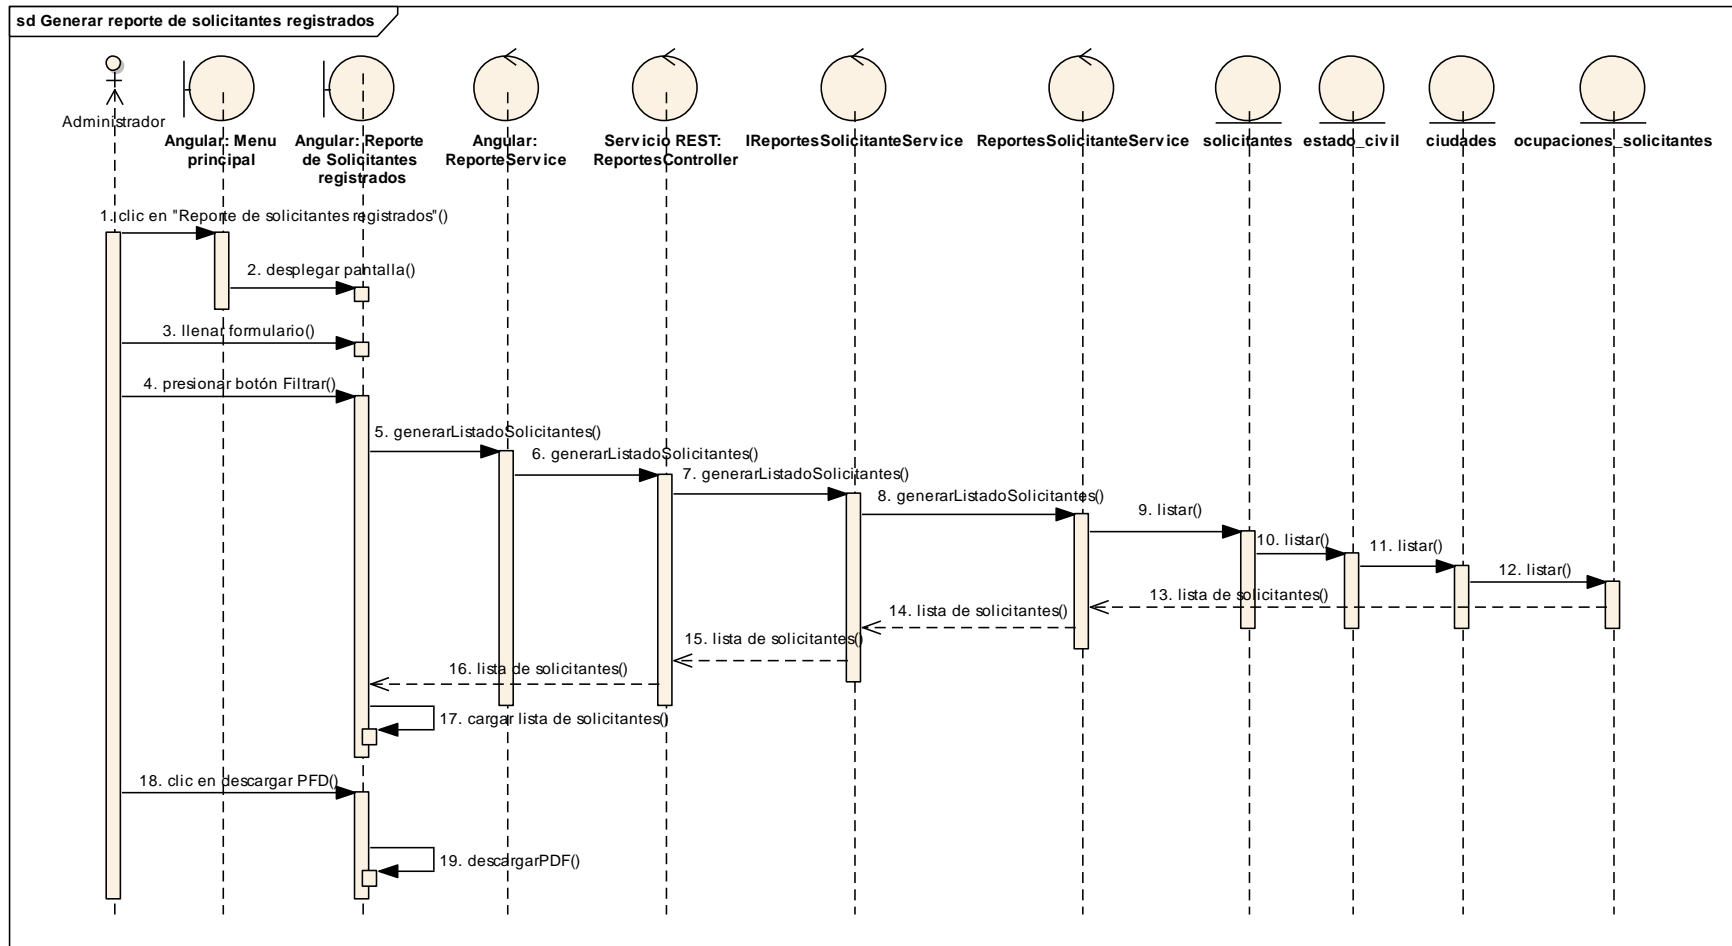 sd Generar reporte de solicitantes registrados
Administrador
Angular: Menu
principal
Angular: Reporte
de Solicitantes
registrados
Angular:
ReporteService
Servicio REST:
ReportesController
IReportesSolicitanteService
ReportesSolicitanteService
solicitantes
estado_civil
ciudades
ocupaciones_solicitantes
1. clic en "Reporte de solicitantes registrados"()
2. desplegar pantalla()
3. llenar formulario()
4. presionar botón Filtrar()
5. generarListadoSolicitantes()
6. generarListadoSolicitantes()
7. generarListadoSolicitantes()
8. generarListadoSolicitantes()
9. listar()
10. listar()
11. listar()
12. listar()
13. lista de solicitantes()
14. lista de solicitantes()
15. lista de solicitantes()
16. lista de solicitantes()
17. cargar lista de solicitantes()
18. clic en descargar PFD()
19. descargarPDF()